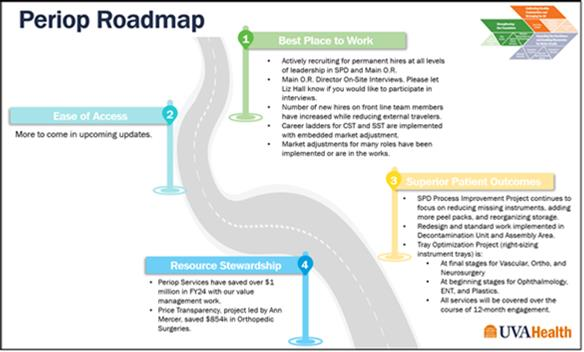 Periop Roadmap
1
Best Place to Work
• Actively recruiting for permanent hires at all levels
of leadership in SPD and Main O.R.
• Main O.R. Director On-Site Interviews. Please let
Liz Hall know if you would like to participate in
interviews.
• Number of new hires on front line team members
have increased while reducing external travelers.
• Career ladders for CST and SST are implemented
with embedded market adjustment.
• Market adjustments for many roles have been
implemented or are in the works.
Ease of Access
2
More to come in upcoming updates.
3
Superior Patient Outcomes
• SPD Process Improvement Project continues to
focus on reducing missing instruments, adding
more peel packs, and reorganizing storage.
• Redesign and standard work implemented in
Decontamination Unit and Assembly Area.
• Tray Optimization Project (right-sizing
instrument trays) is:
• At final stages for Vascular, Ortho, and
Neurosurgery
• At beginning stages for Ophthalmology,
ENT, and Plastics.
• All services will be covered over the
course of 12-month engagement.
Resource Stewardship
4
• Periop Services have saved over $1
million in FY24 with our value
management work.
• Price Transparency, project led by Ann
Mercer, saved $854k in Orthopedic
Surgeries.
UVAHealth